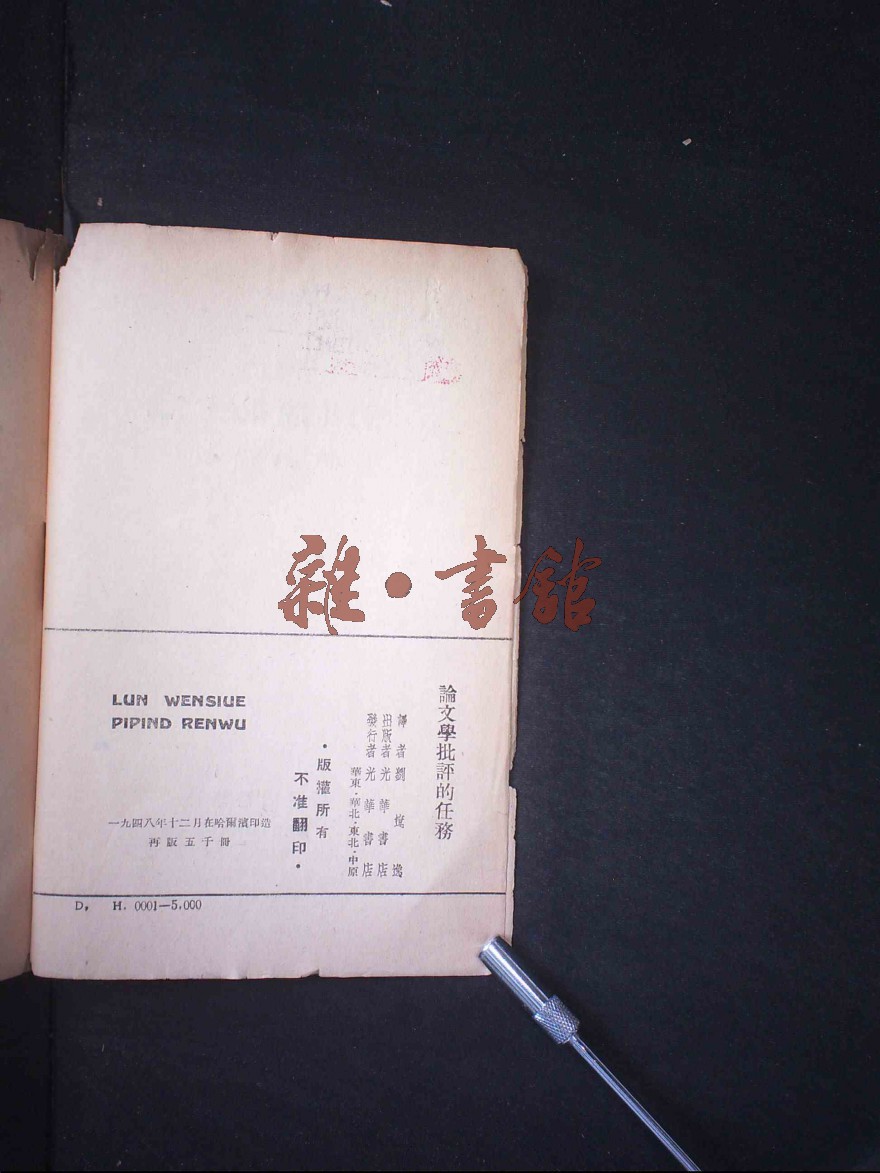 雜•書館
論文學批評的任務
譯者 劉遼逸
出版者 光華書店
發行者 光華書店
華東·華北·東北·中原
·版權所有
不准翻印·
LUN WENSIUE
PIPIND RENWU
一九四八年十二月在哈爾濱印造
再版五千冊
D, H. 0001—5,000